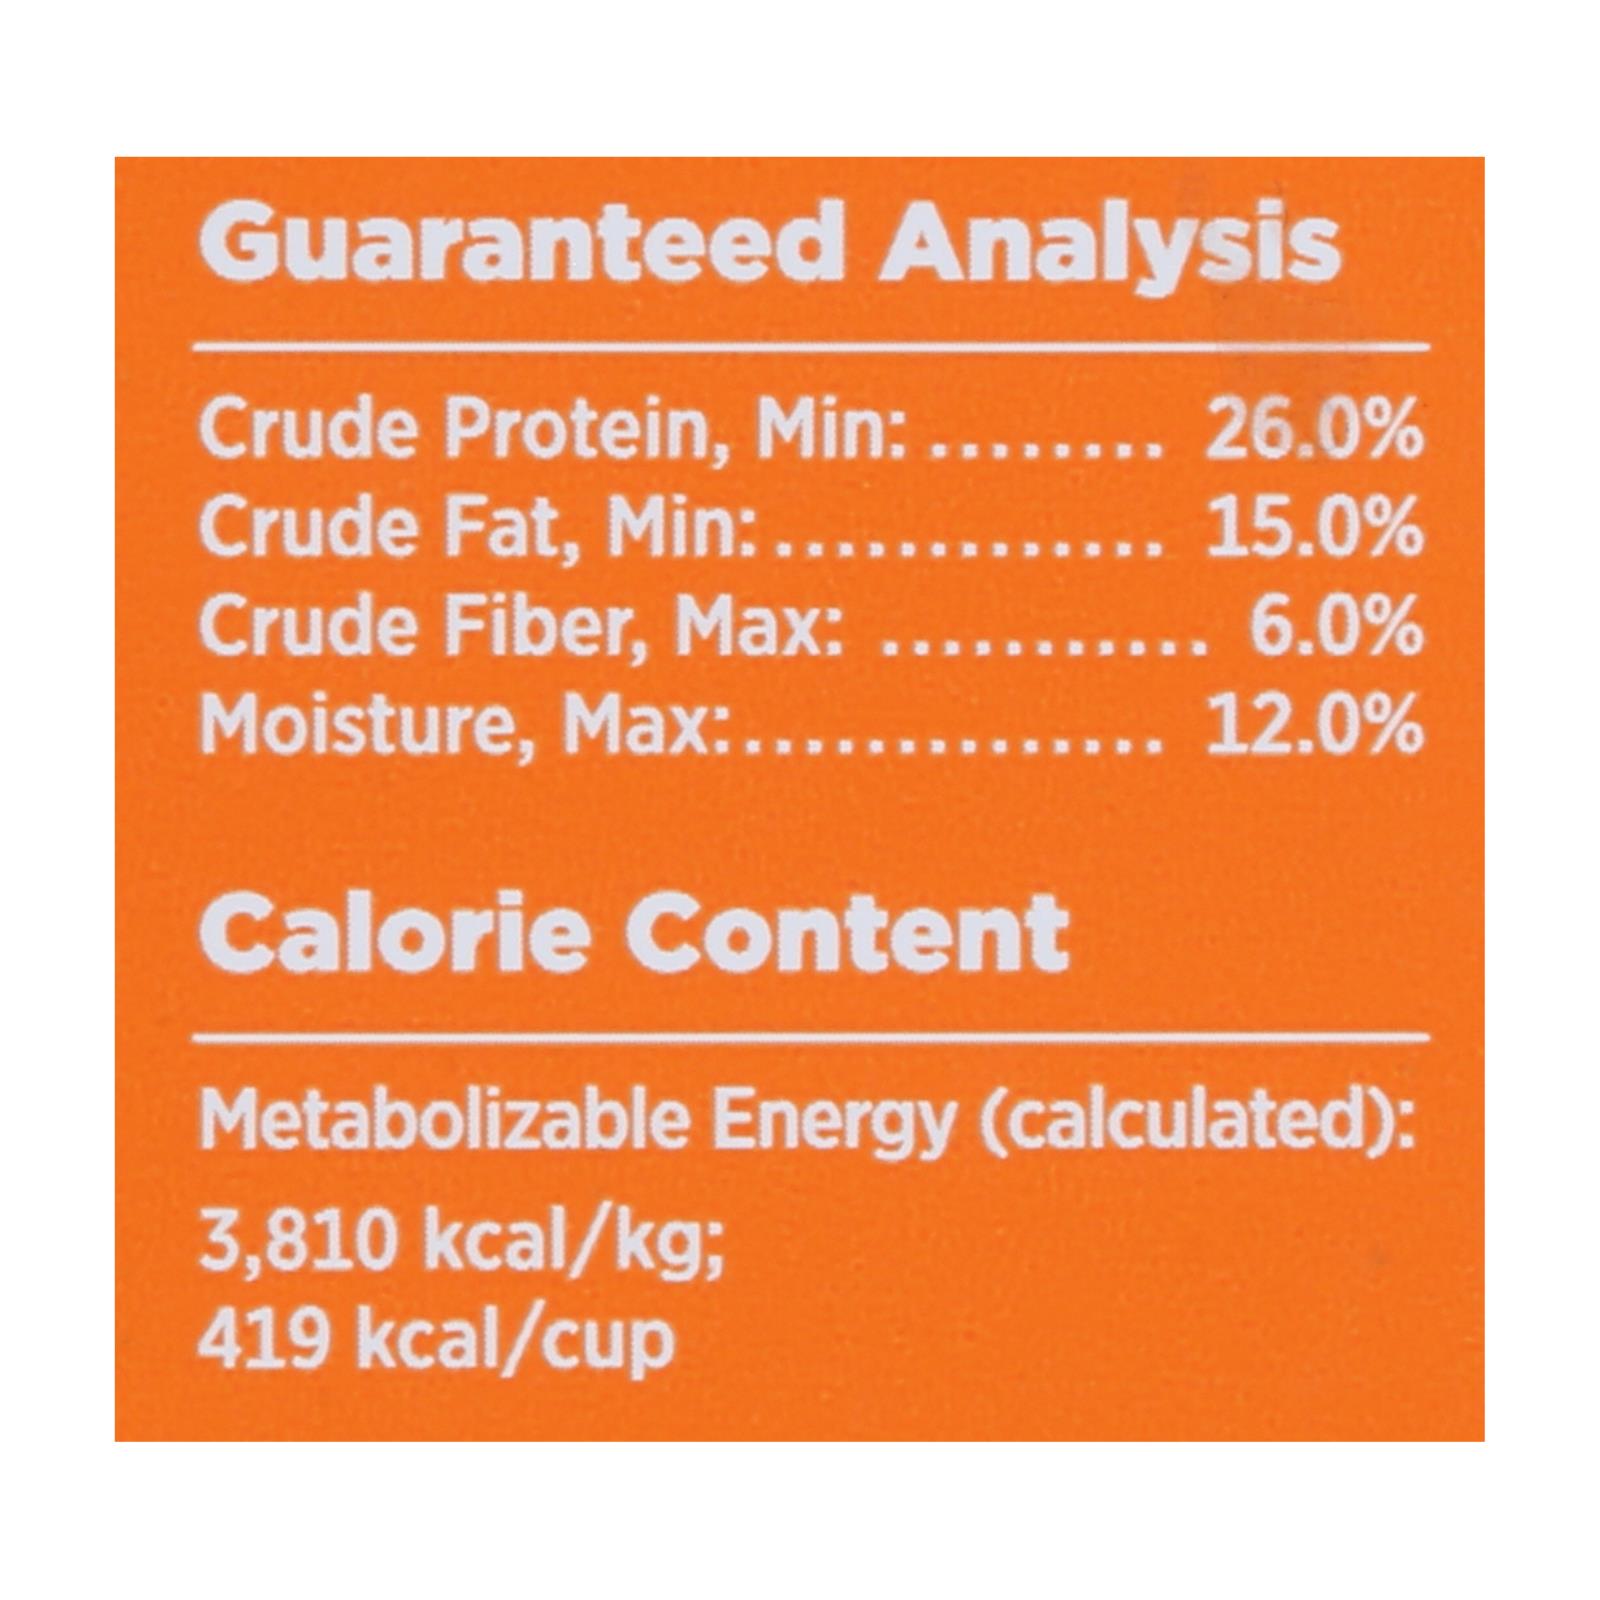 Guaranteed Analysis
Crude Protein, Min: ........ 26.0%
Crude Fat, Min: ............. 15.0%
Crude Fiber, Max: ........... 6.0%
Moisture, Max: .............. 12.0%
Calorie Content
Metabolizable Energy (calculated):
3,810 kcal/kg;
419 kcal/cup